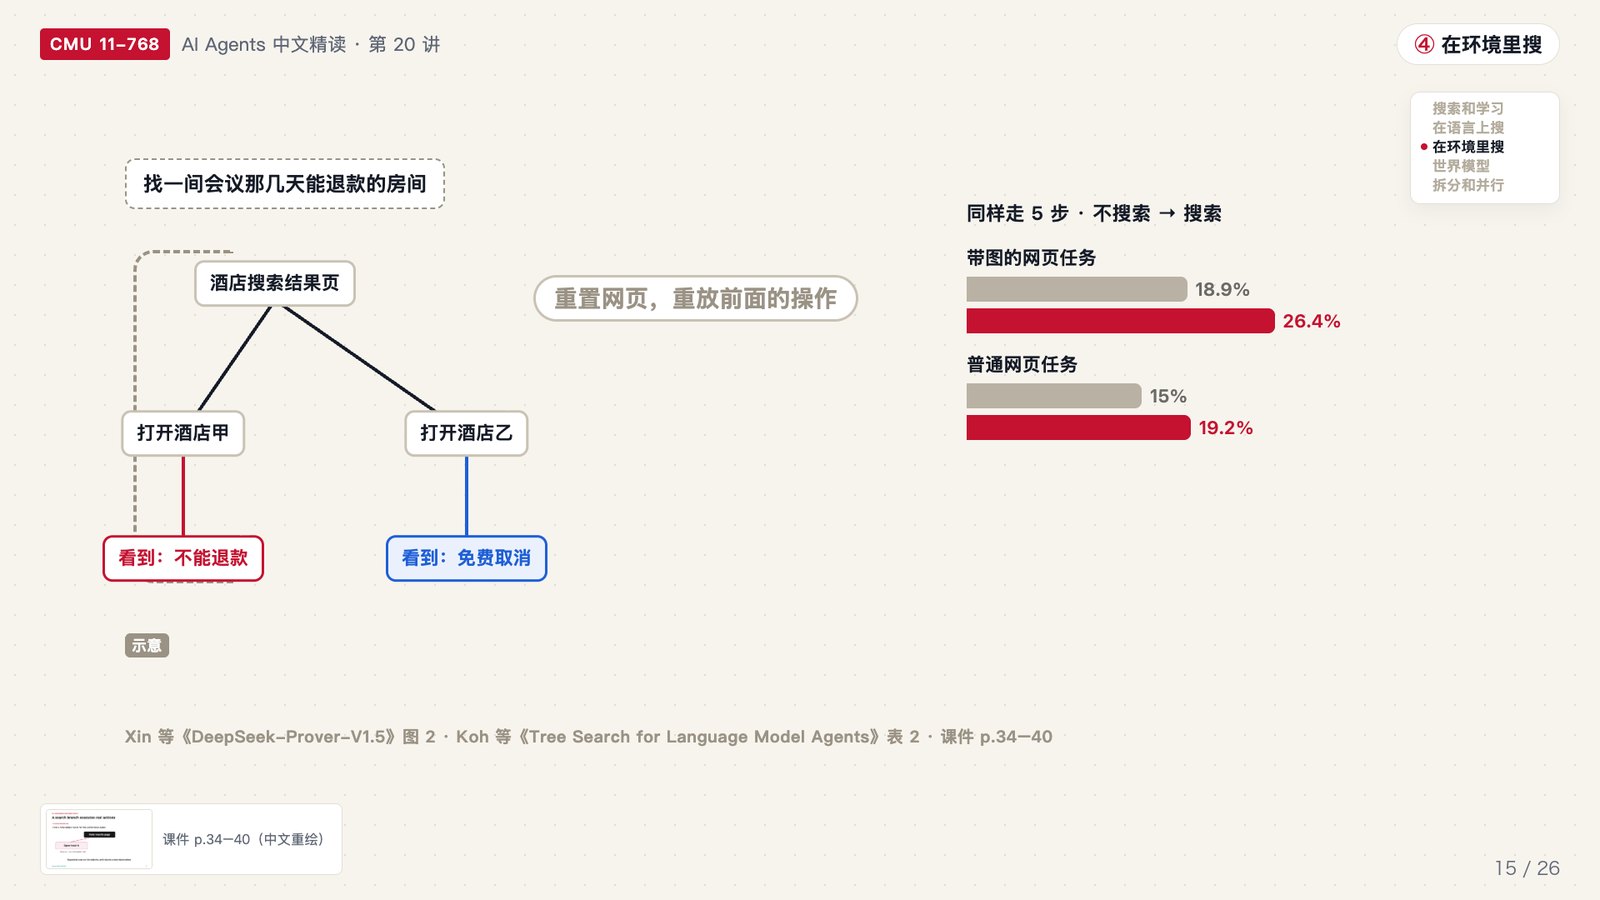 CMU 11-768 AI Agents 中文精读 · 第 20 讲
④ 在环境里搜
搜索和学习
在语言上搜
在环境里搜
世界模型
拆分和并行
找一间会议那几天能退款的房间
酒店搜索结果页
重置网页，重放前面的操作
打开酒店甲
打开酒店乙
看到：不能退款
看到：免费取消
示意
同样走 5 步 · 不搜索 → 搜索
带图的网页任务
18.9%
26.4%
普通网页任务
15%
19.2%
Xin 等《DeepSeek-Prover-V1.5》图 2 · Koh 等《Tree Search for Language Model Agents》表 2 · 课件 p.34–40
课件 p.34–40（中文重绘）
15 / 26